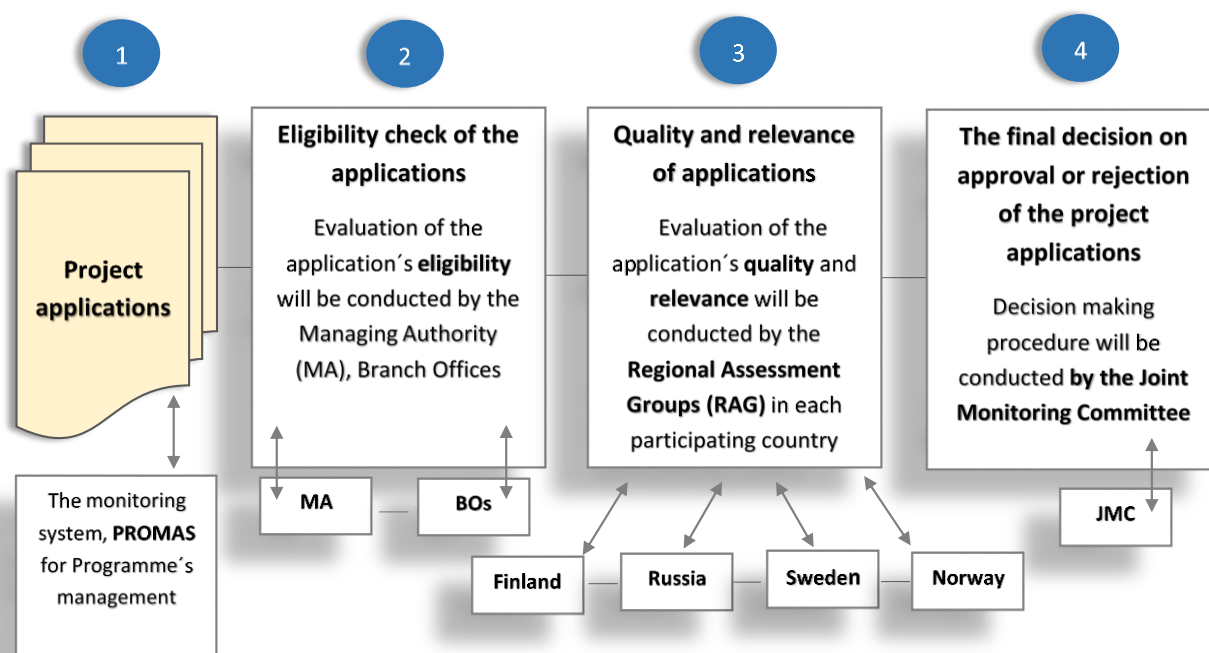 1
2
3
4
Project
applications
The monitoring
system, PROMAS
for Programme´s
management
Eligibility check of the
applications
Evaluation of the
application´s eligibility
will be conducted by the
Managing Authority
(MA), Branch Offices
MA
BOs
Quality and relevance
of applications
Evaluation of the
application´s quality and
relevance will be
conducted by the
Regional Assessment
Groups (RAG) in each
participating country
Finland
Russia
Sweden
Norway
The final decision on
approval or rejection
of the project
applications
Decision making
procedure will be
conducted by the Joint
Monitoring Committee
JMC